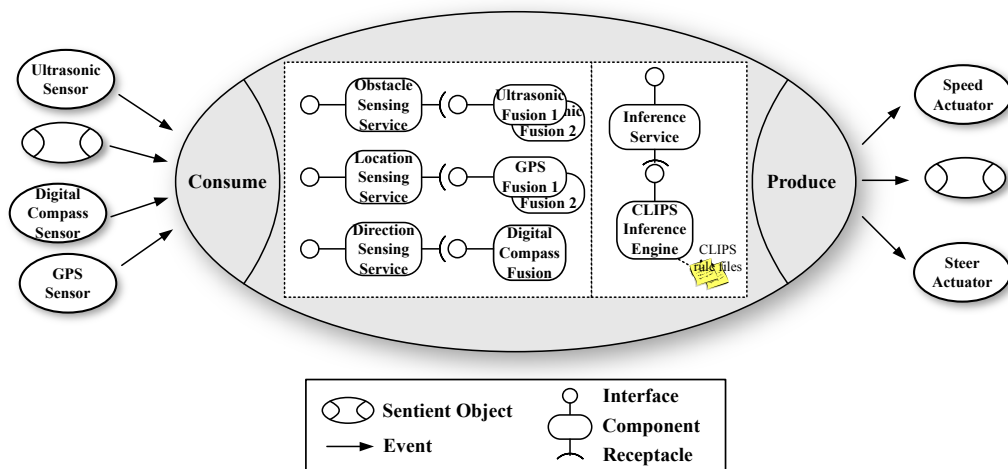 Ultrasonic
Sensor
Digital
Compass
Sensor
GPS
Sensor
Consume
Obstacle
Sensing
Service
Ultrasonic
Fusion 1
Fusion 2
Location
Sensing
Service
GPS
Fusion 1
Fusion 2
Direction
Sensing
Service
Digital
Compass
Fusion
Inference
Service
CLIPS
Inference
Engine
CLIPS
rule files
Produce
Speed
Actuator
Steer
Actuator
Sentient Object
Event
Interface
Component
Receptacle